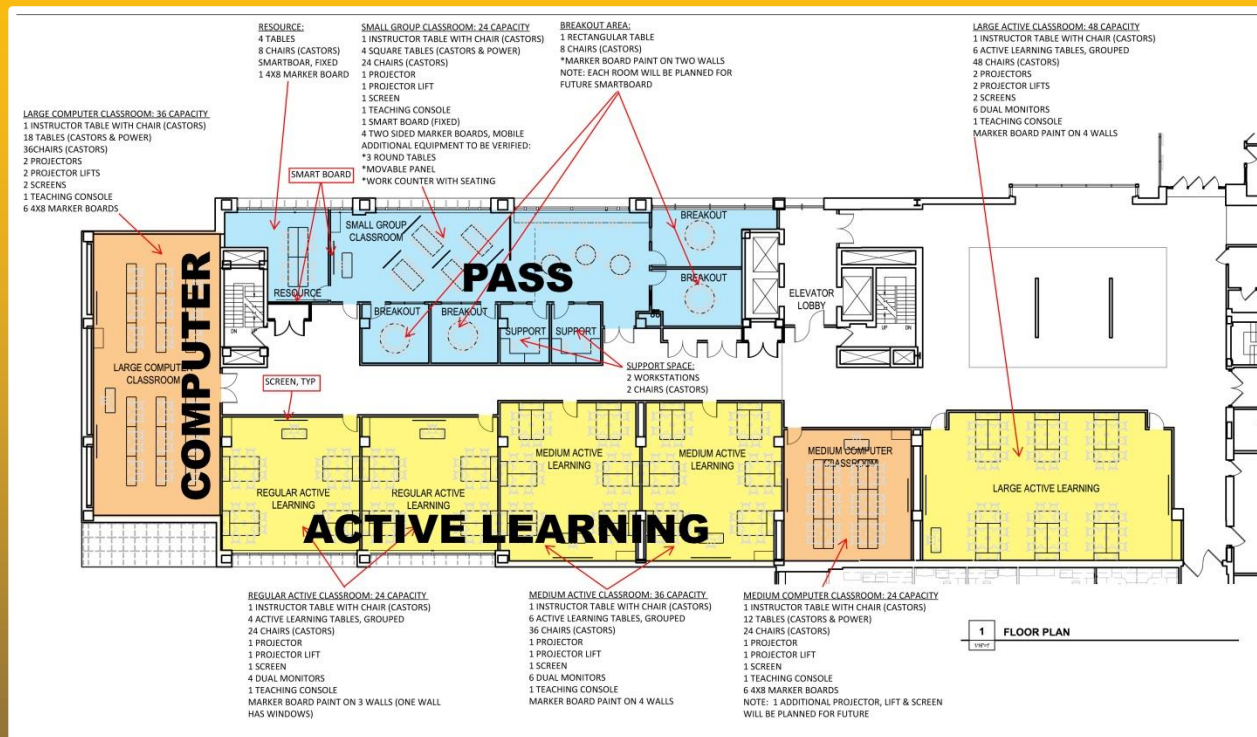 RESOURCE:
4 TABLES
8 CHAIRS (CASTORS)
SMARTBOAR, FIXED
1 4X8 MARKER BOARD
SMALL GROUP CLASSROOM: 24 CAPACITY
1 INSTRUCTOR TABLE WITH CHAIR (CASTORS)
4 SQUARE TABLES (CASTORS & POWER)
24 CHAIRS (CASTORS)
1 PROJECTOR
1 PROJECTOR LIFT
1 SCREEN
1 TEACHING CONSOLE
1 SMART BOARD (FIXED)
4 TWO SIDED MARKER BOARDS, MOBILE
ADDITIONAL EQUIPMENT TO BE VERIFIED:
*3 ROUND TABLES
*MOVABLE PANEL
*WORK COUNTER WITH SEATING
BREAKOUT AREA:
1 RECTANGULAR TABLE
8 CHAIRS (CASTORS)
*MARKER BOARD PAINT ON TWO WALLS
NOTE: EACH ROOM WILL BE PLANNED FOR
FUTURE SMARTBOARD
LARGE ACTIVE CLASSROOM: 48 CAPACITY
1 INSTRUCTOR TABLE WITH CHAIR (CASTORS)
6 ACTIVE LEARNING TABLES, GROUPED
48 CHAIRS (CASTORS)
2 PROJECTORS
2 PROJECTOR LIFTS
2 SCREENS
6 DUAL MONITORS
1 TEACHING CONSOLE
MARKER BOARD PAINT ON 4 WALLS
LARGE COMPUTER CLASSROOM: 36 CAPACITY
1 INSTRUCTOR TABLE WITH CHAIR (CASTORS)
18 TABLES (CASTORS & POWER)
36CHAIRS (CASTORS)
2 PROJECTORS
2 PROJECTOR LIFTS
2 SCREENS
1 TEACHING CONSOLE
6 4X8 MARKER BOARDS
SMART BOARD
SMALL GROUP
CLASSROOM
RESOURCE
PASS
BREAKOUT
BREAKOUT
BREAKOUT
BREAKOUT
SUPPORT
SUPPORT
ELEVATOR
LOBBY
DN
UP
UP
DN
SUPPORT SPACE:
2 WORKSTATIONS
2 CHAIRS (CASTORS)
COMPUTER
LARGE COMPUTER
CLASSROOM
SCREEN, TYP
REGULAR ACTIVE
LEARNING
REGULAR ACTIVE
LEARNING
MEDIUM ACTIVE
LEARNING
MEDIUM ACTIVE
LEARNING
MEDIUM COMPUTER
CLASSROOM
LARGE ACTIVE LEARNING
ACTIVE LEARNING
REGULAR ACTIVE CLASSROOM: 24 CAPACITY
1 INSTRUCTOR TABLE WITH CHAIR (CASTORS)
4 ACTIVE LEARNING TABLES, GROUPED
24 CHAIRS (CASTORS)
1 PROJECTOR
1 PROJECTOR LIFT
1 SCREEN
4 DUAL MONITORS
1 TEACHING CONSOLE
MARKER BOARD PAINT ON 3 WALLS (ONE WALL
HAS WINDOWS)
MEDIUM ACTIVE CLASSROOM: 36 CAPACITY
1 INSTRUCTOR TABLE WITH CHAIR (CASTORS)
6 ACTIVE LEARNING TABLES, GROUPED
36 CHAIRS (CASTORS)
1 PROJECTOR
1 PROJECTOR LIFT
1 SCREEN
6 DUAL MONITORS
1 TEACHING CONSOLE
MARKER BOARD PAINT ON 4 WALLS
MEDIUM COMPUTER CLASSROOM: 24 CAPACITY
1 INSTRUCTOR TABLE WITH CHAIR (CASTORS)
12 TABLES (CASTORS & POWER)
24 CHAIRS (CASTORS)
1 PROJECTOR
1 PROJECTOR LIFT
1 SCREEN
1 TEACHING CONSOLE
6 4X8 MARKER BOARDS
NOTE: 1 ADDITIONAL PROJECTOR, LIFT & SCREEN
WILL BE PLANNED FOR FUTURE
1 FLOOR PLAN